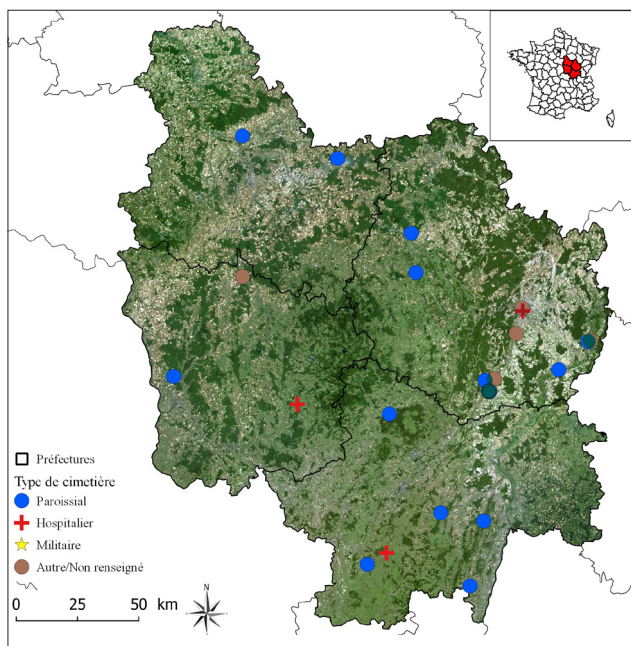 Préfectures
Type de cimetière
Paroissial
Hospitalier
Militaire
Autre/Non renseigné
0 25 50 km
N